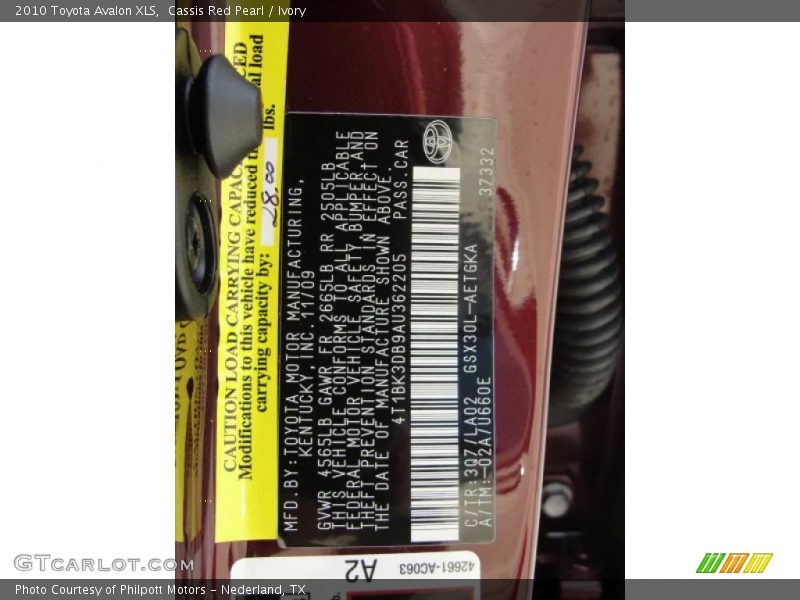 2010 Toyota Avalon XLS,  Cassis Red Pearl / Ivory
CAUTION LOAD CARRYING CAPAC
Modifications to this vehicle have reduced
al load
carrying capacity by: 28.00 lbs.
MFD.BY:TOYOTA MOTOR MANUFACTURING,
KENTUCKY,INC. 11/09
GVWR 4565LB GAWR FR 2665LB RR 2505LB
THIS VEHICLE CONFORMS TO ALL APPLICABLE
FEDERAL MOTOR VEHICLE SAFETY, BUMPER, AND
THEFT PREVENTION STANDARDS IN EFFECT ON
THE DATE OF MANUFACTURE SHOWN ABOVE.
4T1BK3DB9AU362205 PASS.CAR
C/TR:3Q7/LA02 GSX30L-AETGKA 37332
A/TM:-02A/U660E
42661-AC063
A2
GTCarLot.com
Photo Courtesy of Philpott Motors - Nederland, TX